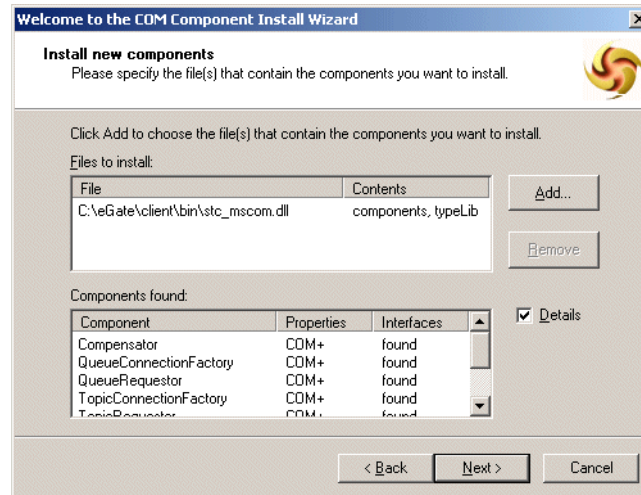 Welcome to the COM Component Install Wizard
Install new components
Please specify the file(s) that contain the components you want to install.
Click Add to choose the file(s) that contain the components you want to install.
Files to install:
File Contents
C:\eGate\client\bin\stc_mscom.dll components, typeLib
Add...
Remove
Components found:
Component Properties Interfaces
Details
Compensator COM+ found
QueueConnectionFactory COM+ found
QueueRequestor COM+ found
TopicConnectionFactory COM+ found
TopicRequestor COM+ found
< Back Next > Cancel